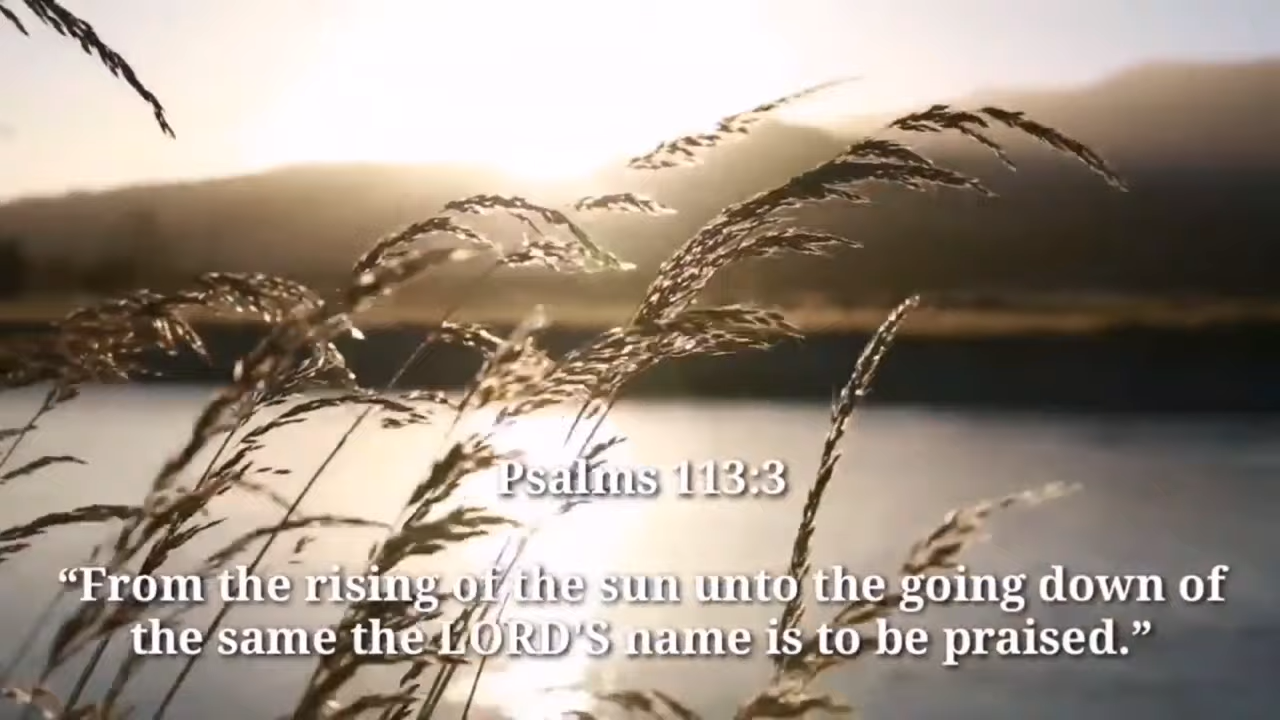 Psalms 113:3
“From the rising of the sun unto the going down of
the same the LORD'S name is to be praised.”